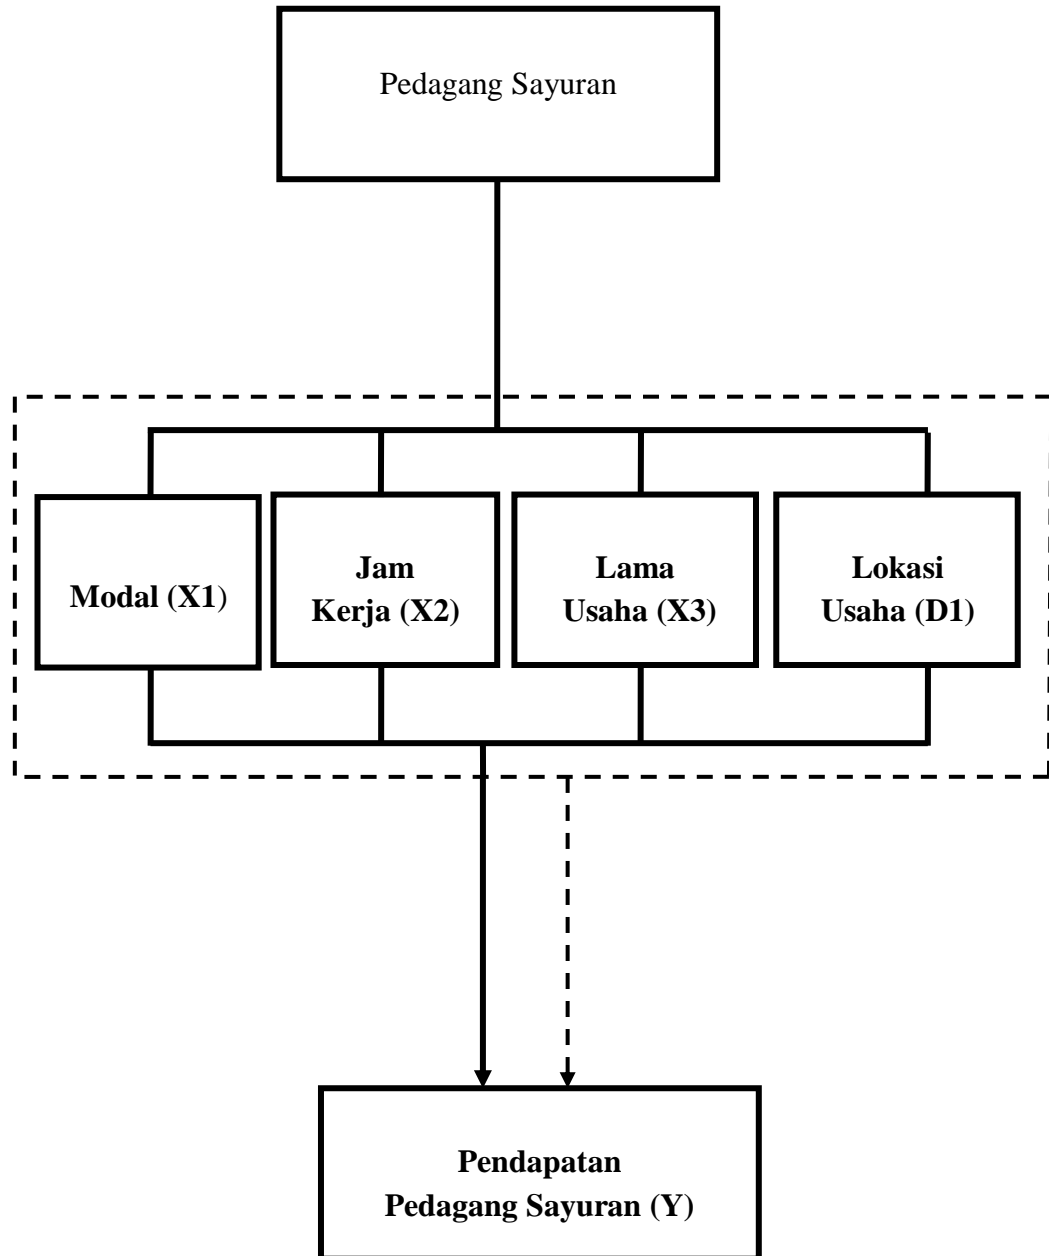 Pedagang Sayuran
Modal (X1)
Jam
Kerja (X2)
Lama
Usaha (X3)
Lokasi
Usaha (D1)
Pendapatan
Pedagang Sayuran (Y)